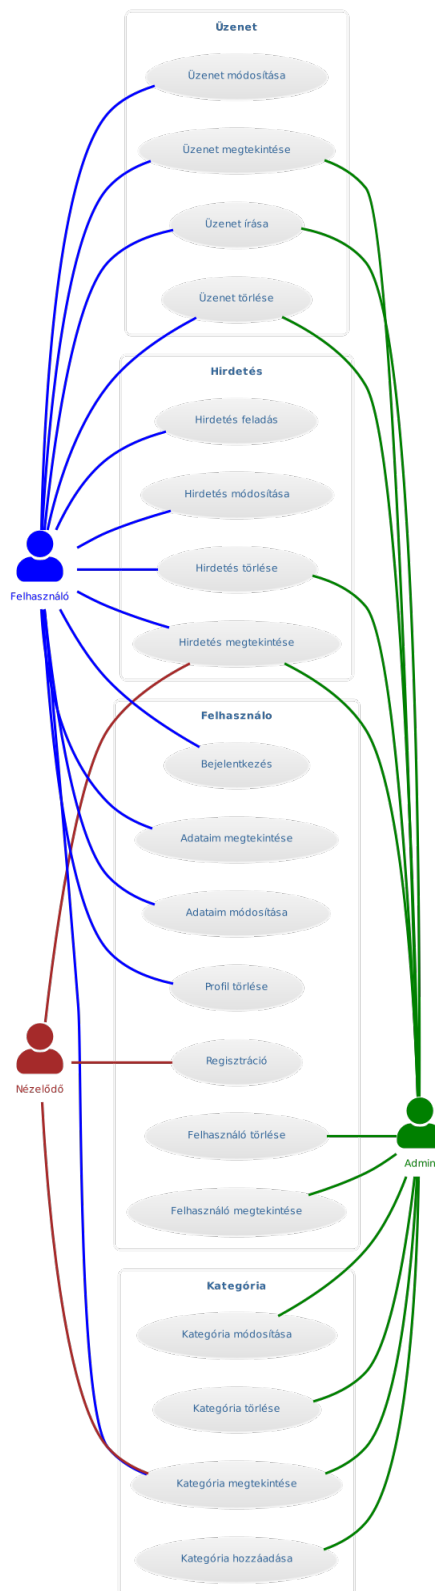 Üzenet
Üzenet módosítása
Üzenet megtekintése
Üzenet írása
Üzenet törlése
Hirdetés
Hirdetés feladás
Hirdetés módosítása
Hirdetés törlése
Felhasználó
Hirdetés megtekintése
Felhasználo
Bejelentkezés
Adataim megtekintése
Adataim módosítása
Profil törlése
Regisztráció
Nézelődő
Felhasználó törlése
Admin
Felhasználó megtekintése
Kategória
Kategória módosítása
Kategória törlése
Kategória megtekintése
Kategória hozzáadása